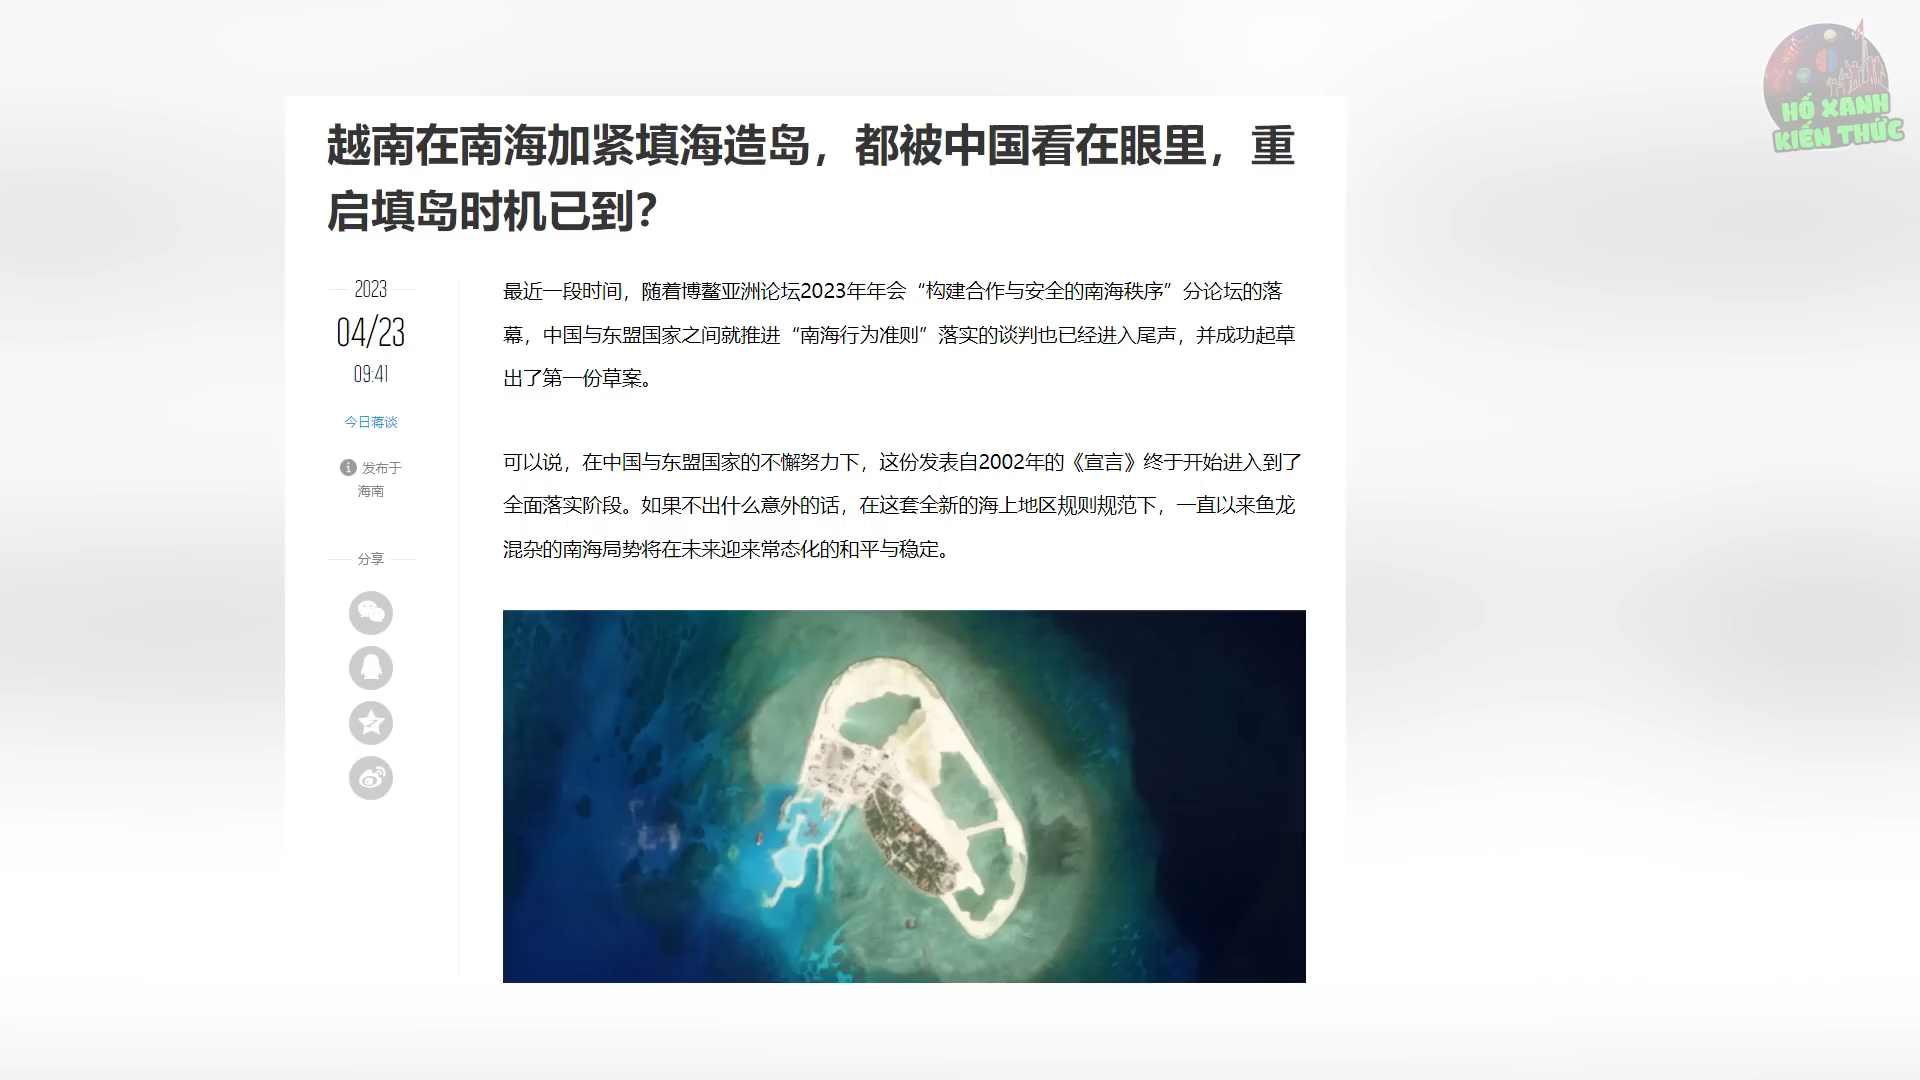 HỐ XANH
KIẾN THỨC
越南在南海加紧填海造岛，都被中国看在眼里，重
启填岛时机已到？
2023
04/23
09:41
今日蒋谈
发布于
海南
分享
最近一段时间，随着博鳌亚洲论坛2023年年会“构建合作与安全的南海秩序”分论坛的落
幕，中国与东盟国家之间就推进“南海行为准则”落实的谈判也已经进入尾声，并成功起草
出了第一份草案。
可以说，在中国与东盟国家的不懈努力下，这份发表自2002年的《宣言》终于开始进入到了
全面落实阶段。如果不出什么意外的话，在这套全新的海上地区规则规范下，一直以来鱼龙
混杂的南海局势将在未来迎来常态化的和平与稳定。